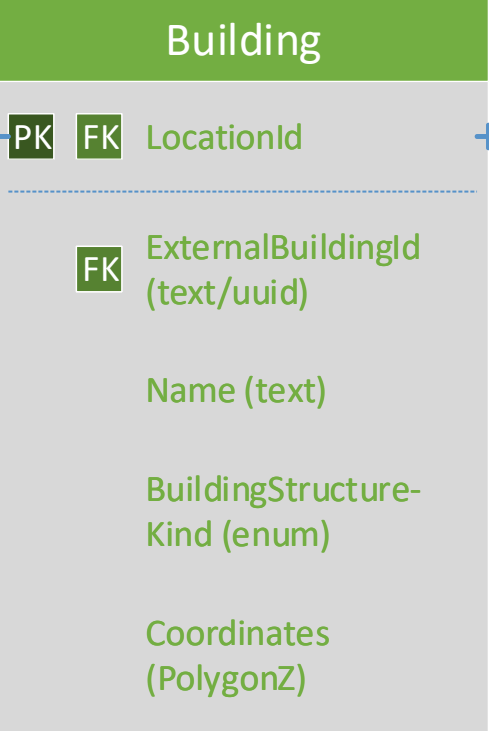 Building
PK FK LocationId
FK ExternalBuildingId
(text/uuid)
Name (text)
BuildingStructure-
Kind (enum)
Coordinates
(PolygonZ)